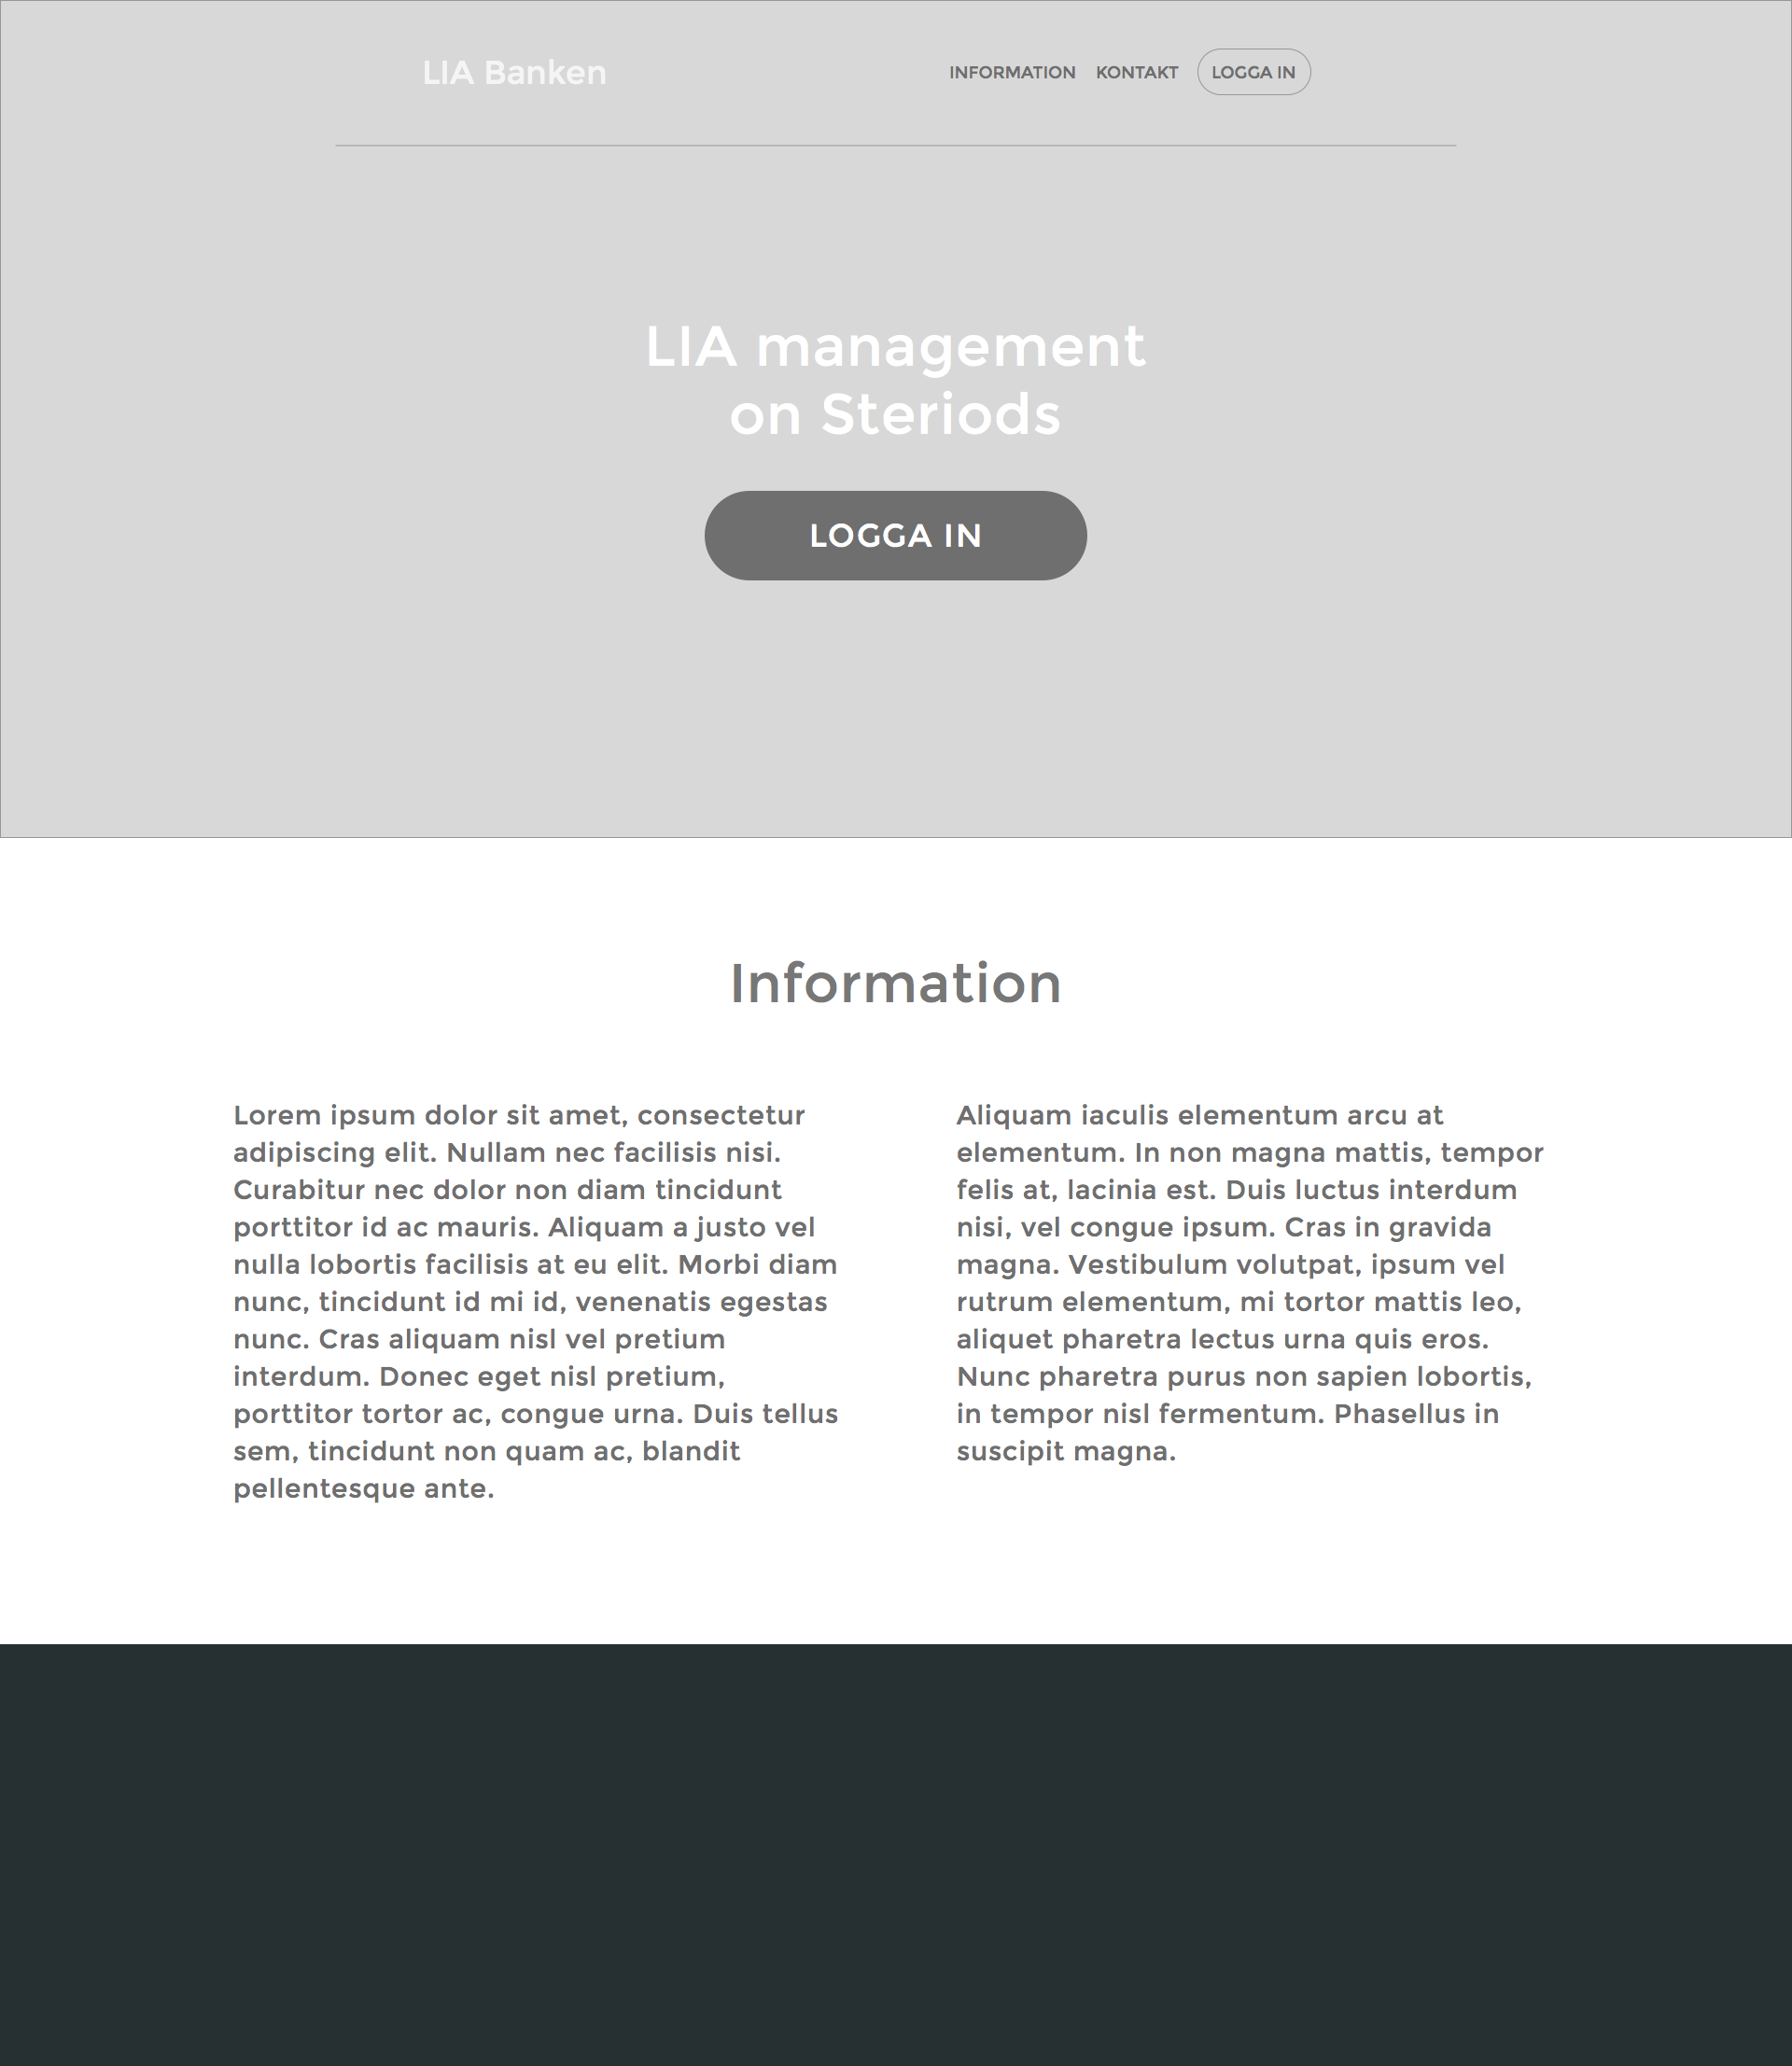 LIA Banken
INFORMATION KONTAKT LOGGA IN
LIA management
on Steriods
LOGGA IN
Information
Lorem ipsum dolor sit amet, consectetur
adipiscing elit. Nullam nec facilisis nisi.
Curabitur nec dolor non diam tincidunt
porttitor id ac mauris. Aliquam a justo vel
nulla lobortis facilisis at eu elit. Morbi diam
nunc, tincidunt id mi id, venenatis egestas
nunc. Cras aliquam nisl vel pretium
interdum. Donec eget nisl pretium,
porttitor tortor ac, congue urna. Duis tellus
sem, tincidunt non quam ac, blandit
pellentesque ante.
Aliquam iaculis elementum arcu at
elementum. In non magna mattis, tempor
felis at, lacinia est. Duis luctus interdum
nisi, vel congue ipsum. Cras in gravida
magna. Vestibulum volutpat, ipsum vel
rutrum elementum, mi tortor mattis leo,
aliquet pharetra lectus urna quis eros.
Nunc pharetra purus non sapien lobortis,
in tempor nisl fermentum. Phasellus in
suscipit magna.